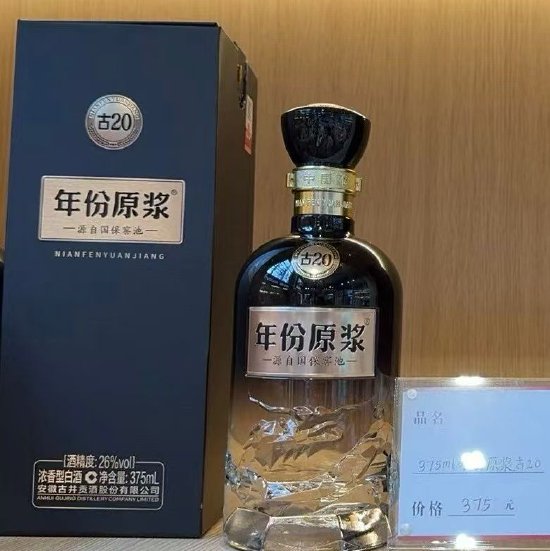 古20
年份原浆®
源自国保窖池
NIANFENYUANJIANG
[酒精度:26%vol]
浓香型白酒 净含量:375mL
安徽古井贡酒股份有限公司
ANHUI GUJING DISTILLERY COMPANY LIMITED
中国
NIANFENYUANJIANG
古20
年份原浆®
源自国保窖池
品名
375ml 原浆古20
价格 375 元